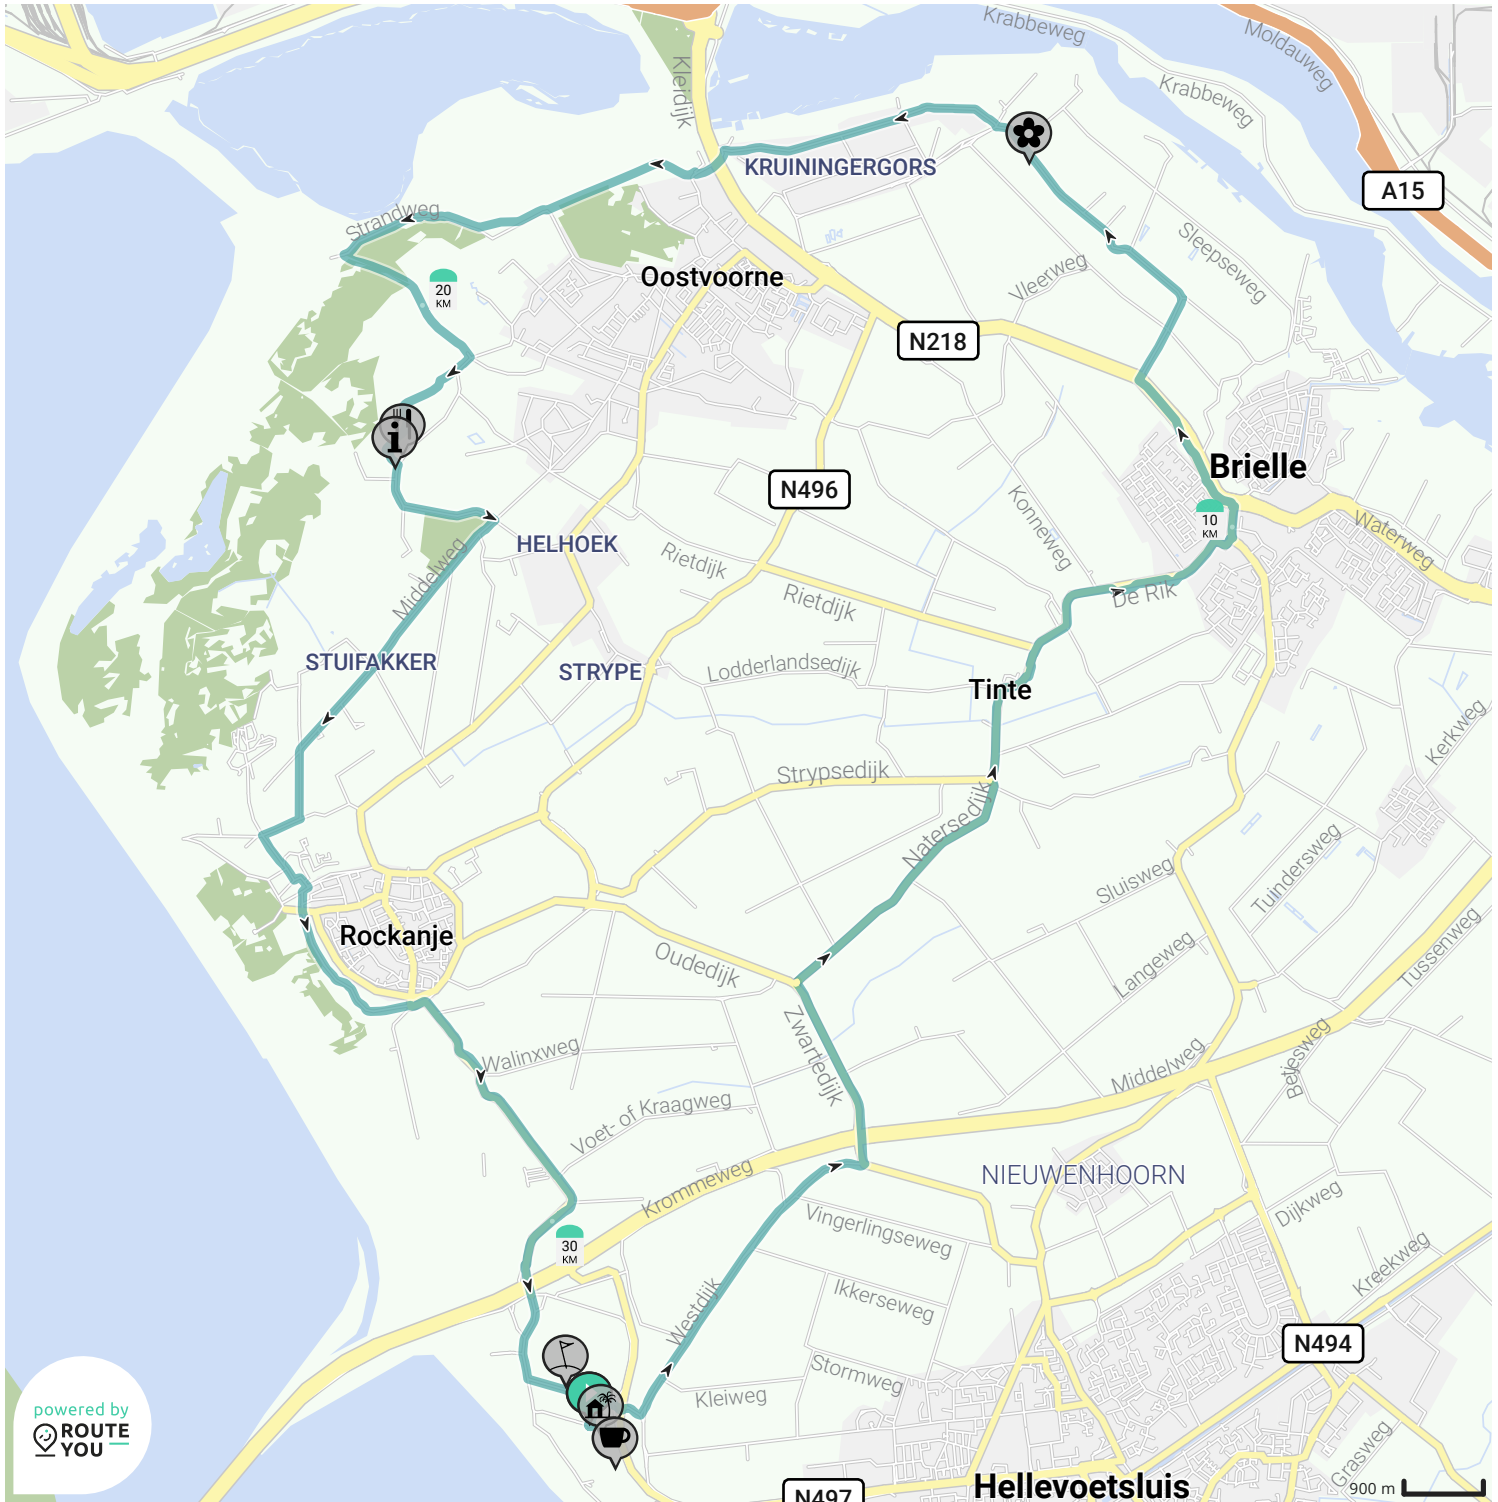 Krabbeweg
Moldauweg
Kleidijk
Krabbeweg
KRUININGERGORS
A15
Strandweg
Sleepseweg
Oostvoorne
Vleerweg
20
KM
N218
Brielle
N496
Konneweg
10
KM
Waterweg
HELHOEK
Rietdijk
Middelweg
Rietdijk
De Rik
STUIFAKKER
STRYPE
Lodderlandsedijk
Tinte
Kerkweg
Strypsedijk
Natersedijk
Sluisweg
Tuindersweg
Rockanje
Oudedijk
Langeweg
Tussenweg
Zwartedijk
Walinxweg
Middelweg
Betjesweg
Voet- of Kraagweg
Krommeweg
NIEUWENHOORN
Dijkweg
Vingerlingseweg
30
KM
Kreekweg
Westdijk
Ikkerseweg
N494
Stormweg
Kleiweg
powered by
ROUTE
YOU
Grasweg
Hellevoetsluis
N497
900 m